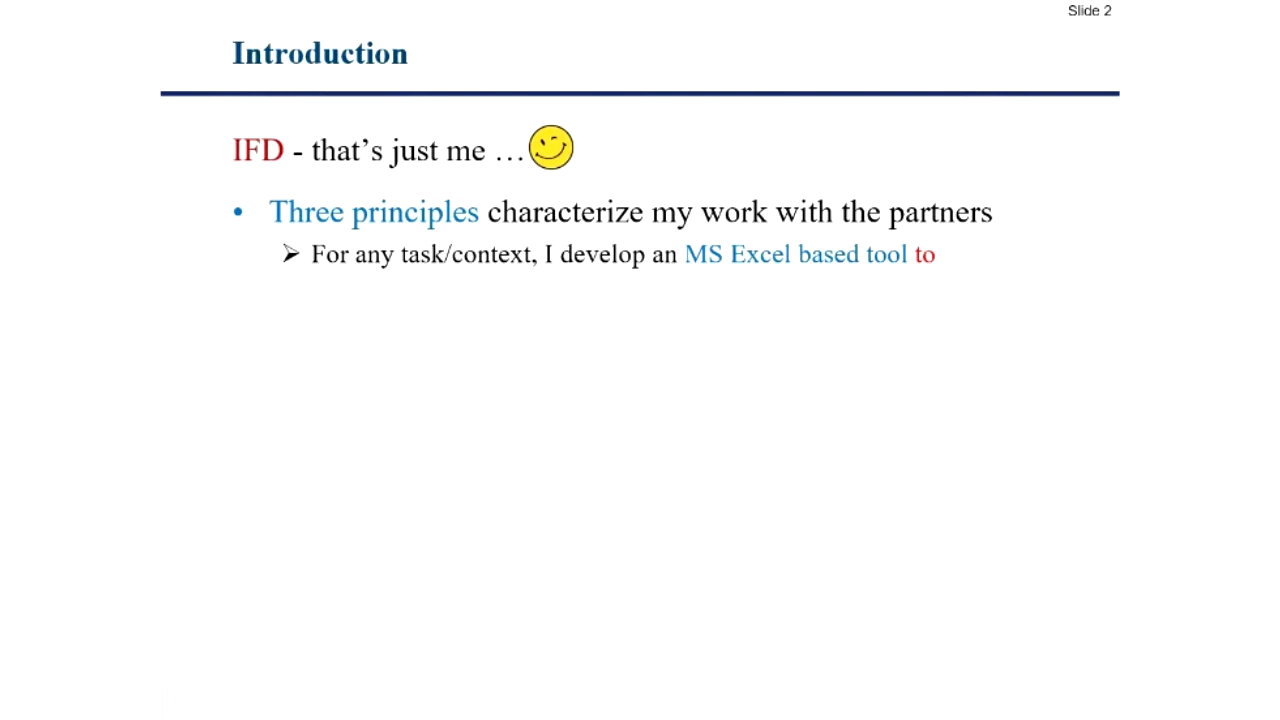 Slide 2
Introduction
IFD - that's just me …
• Three principles characterize my work with the partners
➢ For any task/context, I develop an MS Excel based tool to